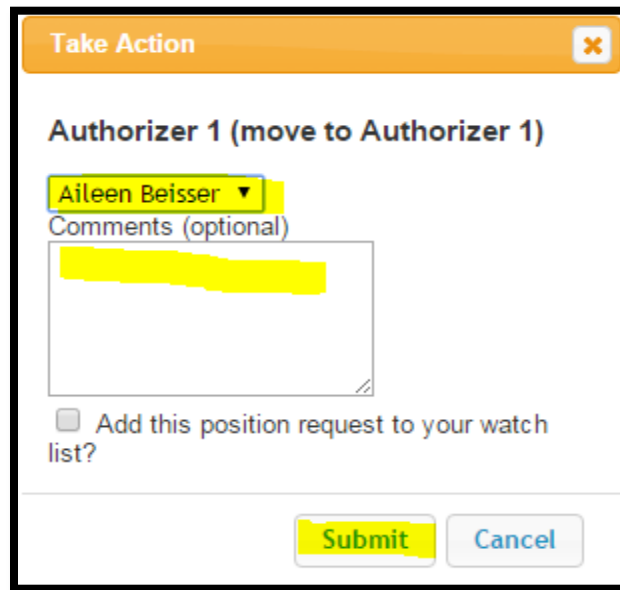 Take Action
Authorizer 1 (move to Authorizer 1)
Aileen Beisser
Comments (optional)
Add this position request to your watch
list?
Submit Cancel